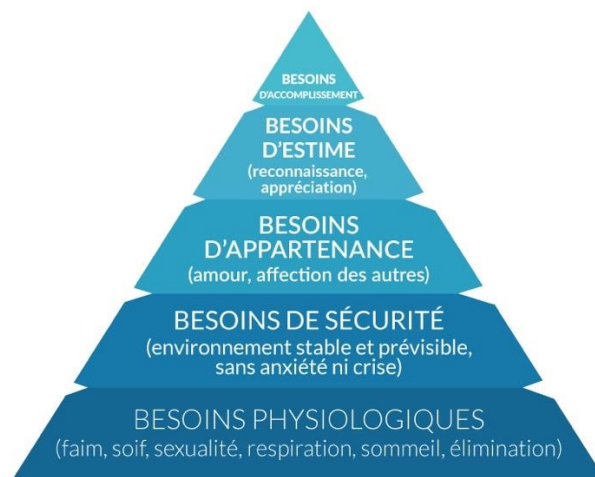 BESOINS
D'ACCOMPLISSEMENT
BESOINS
D'ESTIME
(reconnaissance,
appréciation)
BESOINS
D'APPARTENANCE
(amour, affection des autres)
BESOINS DE SÉCURITÉ
(environnement stable et prévisible,
sans anxiété ni crise)
BESOINS PHYSIOLOGIQUES
(faim, soif, sexualité, respiration, sommeil, élimination)